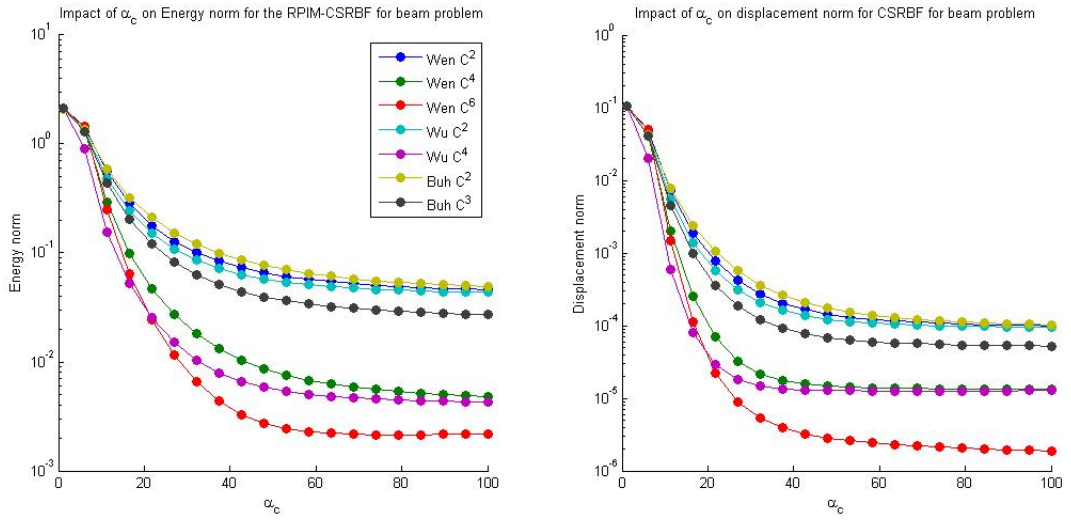 Impact of α_c on Energy norm for the RPIM-CSRBF for beam problem
10^1
10^0
10^-1
10^-2
10^-3
Energy norm
0 20 40 60 80 100
α_c
Wen C^2
Wen C^4
Wen C^6
Wu C^2
Wu C^4
Buh C^2
Buh C^3
Impact of α_c on displacement norm for CSRBF for beam problem
10^0
10^-1
10^-2
10^-3
10^-4
10^-5
10^-6
Displacement norm
0 20 40 60 80 100
α_c